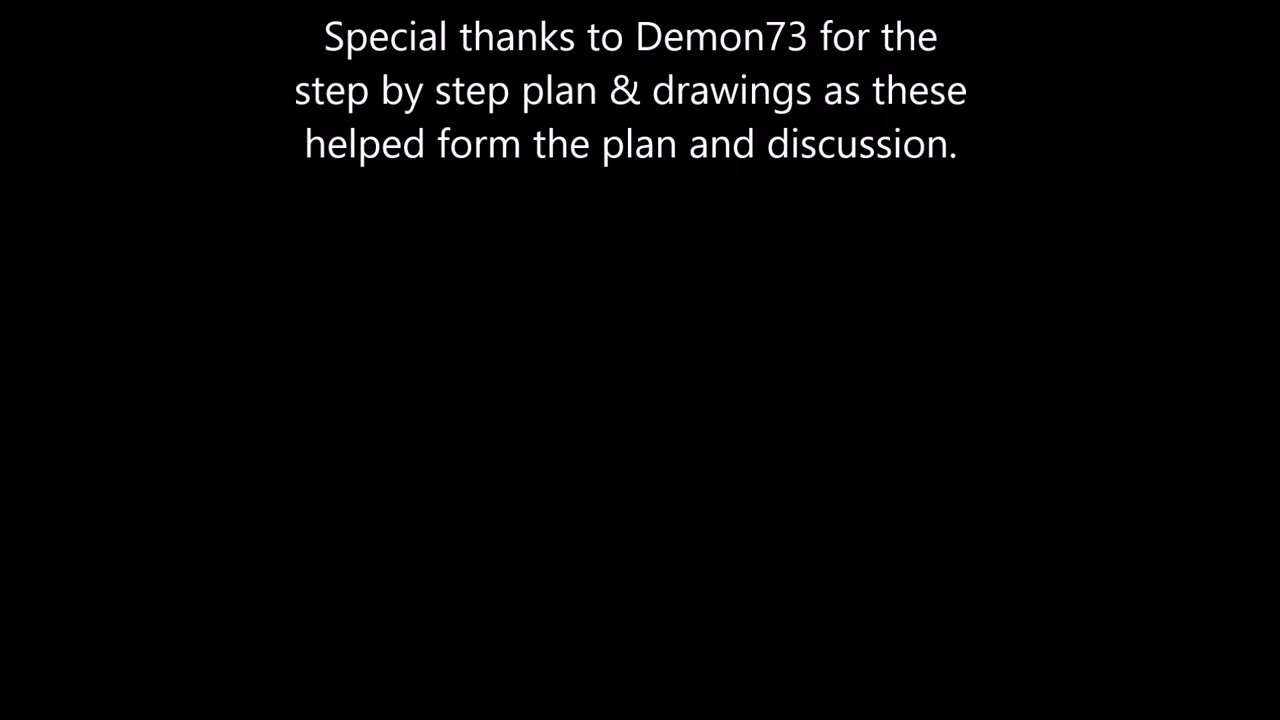 Special thanks to Demon73 for the
step by step plan & drawings as these
helped form the plan and discussion.